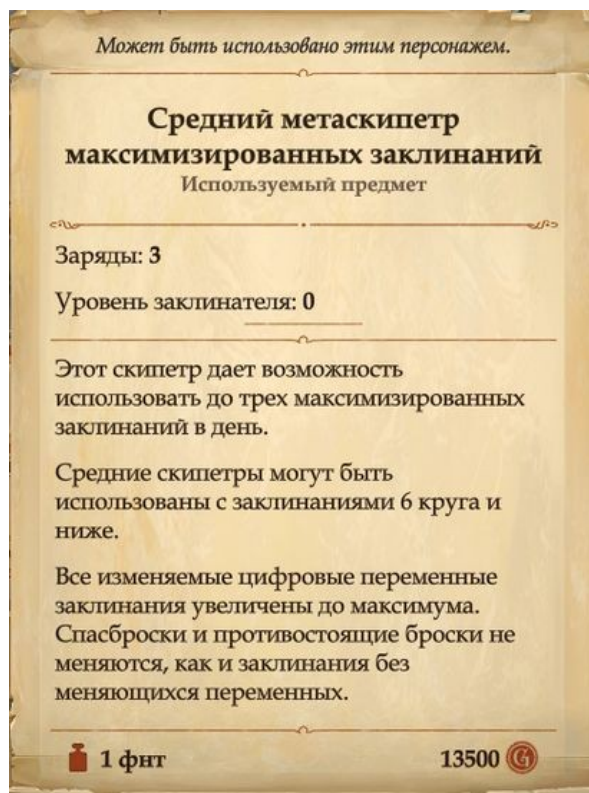 Может быть использовано этим персонажем.
Средний метаскипетр
максимизированных заклинаний
Используемый предмет
Заряды: 3
Уровень заклинателя: 0
Этот скипетр дает возможность
использовать до трех максимизированных
заклинаний в день.
Средние скипетры могут быть
использованы с заклинаниями 6 круга и
ниже.
Все изменяемые цифровые переменные
заклинания увеличены до максимума.
Спасброски и противостоящие броски не
меняются, как и заклинания без
меняющихся переменных.
1 фнт 13500 G